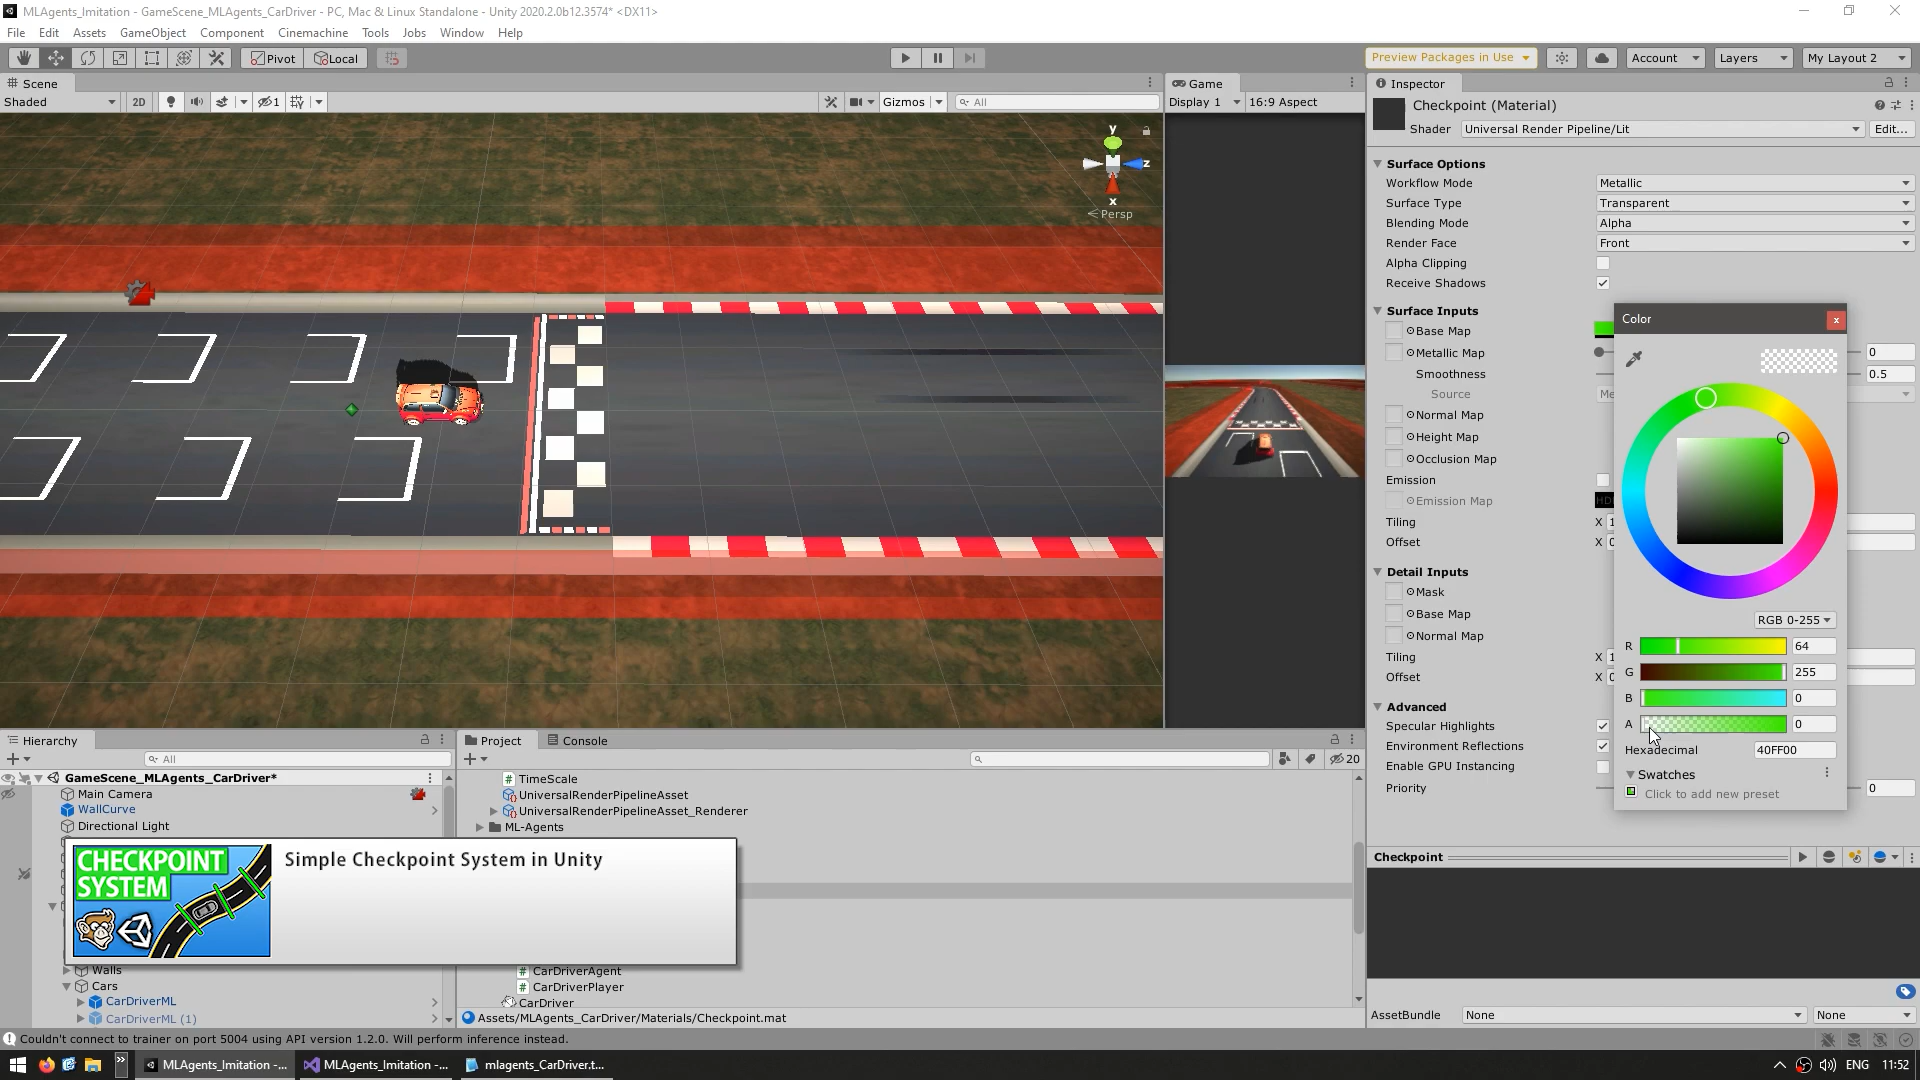 MLAgents_Imitation - GameScene_MLAgents_CarDriver - PC, Mac & Linux Standalone - Unity 2020.2.0b12.3574* <DX11>
File Edit Assets GameObject Component Cinemachine Tools Jobs Window Help
Pivot Local Preview Packages in Use Account Layers My Layout 2
Scene
Shaded 2D 1 Gizmos All
y
z
x
Persp
Game
Display 1 16:9 Aspect
Inspector
Checkpoint (Material)
Shader Universal Render Pipeline/Lit Edit...
Surface Options
Workflow Mode Metallic
Surface Type Transparent
Blending Mode Alpha
Render Face Front
Alpha Clipping
Receive Shadows
Surface Inputs
Base Map
Metallic Map 0
Smoothness 0.5
Source Me
Normal Map
Height Map
Occlusion Map
Emission
Emission Map HD
Tiling X 1
Offset X 0
Detail Inputs
Mask
Base Map
Normal Map
Tiling X 1
Offset X 0
Advanced
Specular Highlights
Environment Reflections
Enable GPU Instancing
Priority 0
Color x
RGB 0-255
R 64
G 255
B 0
A 0
Hexadecimal 40FF00
Swatches
Click to add new preset
Checkpoint
AssetBundle None None
Hierarchy
All
GameScene_MLAgents_CarDriver*
Main Camera
WallCurve
Directional Light
Walls
Cars
CarDriverML
CarDriverML (1)
Project Console
20
TimeScale
UniversalRenderPipelineAsset
UniversalRenderPipelineAsset_Renderer
ML-Agents
CarDriverAgent
CarDriverPlayer
CarDriver
Assets/MLAgents_CarDriver/Materials/Checkpoint.mat
CHECKPOINT
SYSTEM
Simple Checkpoint System in Unity
Couldn't connect to trainer on port 5004 using API version 1.2.0. Will perform inference instead.
MLAgents_Imitation -... MLAgents_Imitation -... mlagents_CarDriver.t... ENG 11:52